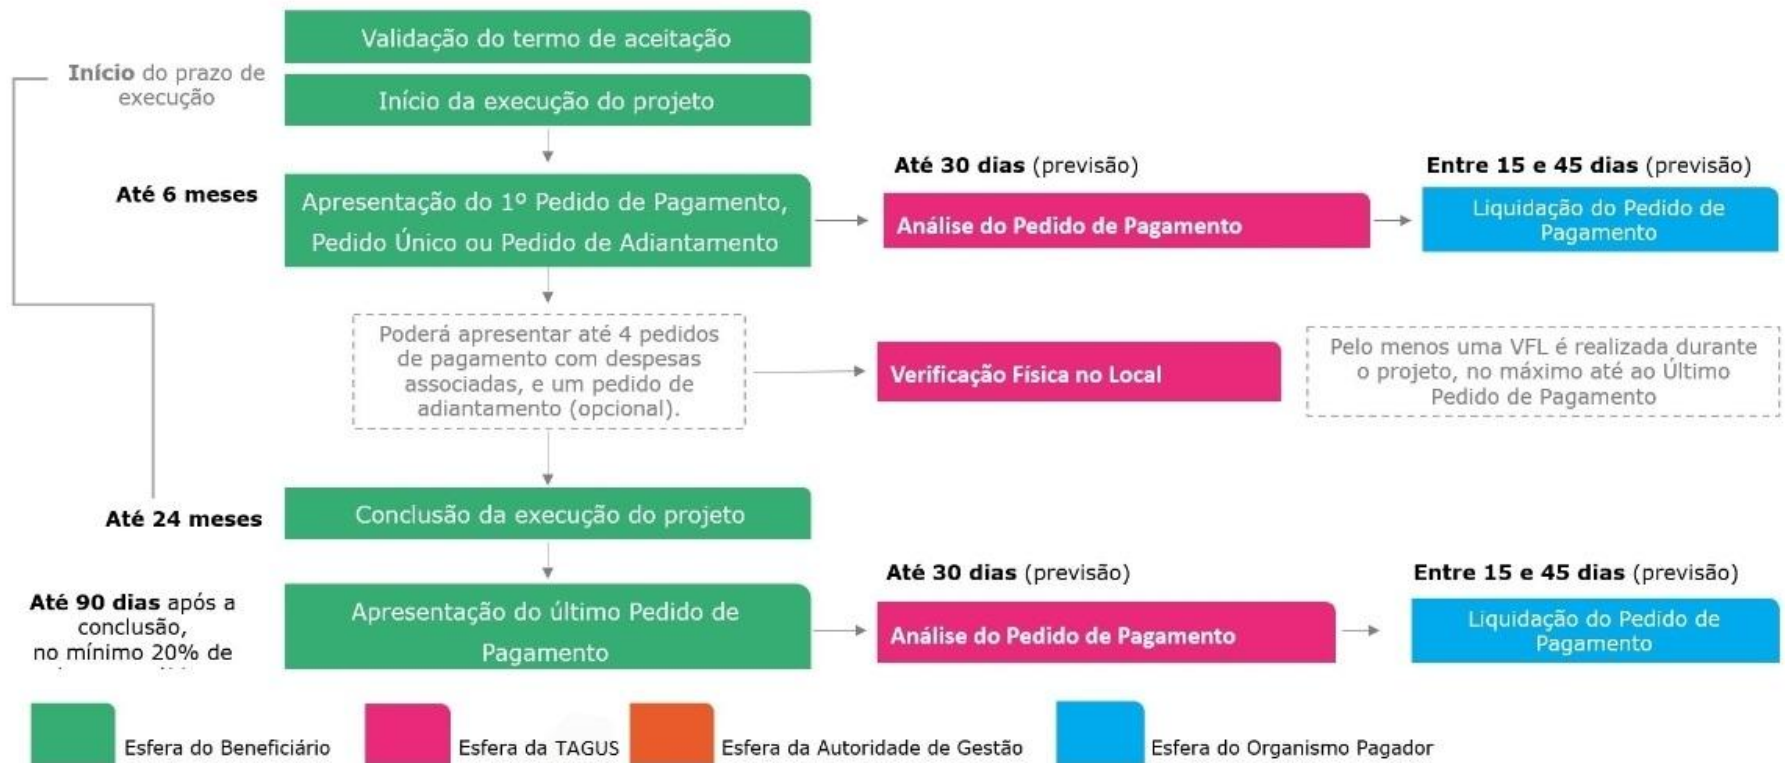 Validação do termo de aceitação
Início do prazo de
execução
Início da execução do projeto
Até 6 meses
Apresentação do 1º Pedido de Pagamento,
Pedido Único ou Pedido de Adiantamento
Até 30 dias (previsão)
Análise do Pedido de Pagamento
Entre 15 e 45 dias (previsão)
Liquidação do Pedido de
Pagamento
Poderá apresentar até 4 pedidos
de pagamento com despesas
associadas, e um pedido de
adiantamento (opcional).
Verificação Física no Local
Pelo menos uma VFL é realizada durante
o projeto, no máximo até ao Último
Pedido de Pagamento
Até 24 meses
Conclusão da execução do projeto
Até 90 dias após a
conclusão,
no mínimo 20% de
Apresentação do último Pedido de
Pagamento
Até 30 dias (previsão)
Análise do Pedido de Pagamento
Entre 15 e 45 dias (previsão)
Liquidação do Pedido de
Pagamento
Esfera do Beneficiário
Esfera da TAGUS
Esfera da Autoridade de Gestão
Esfera do Organismo Pagador